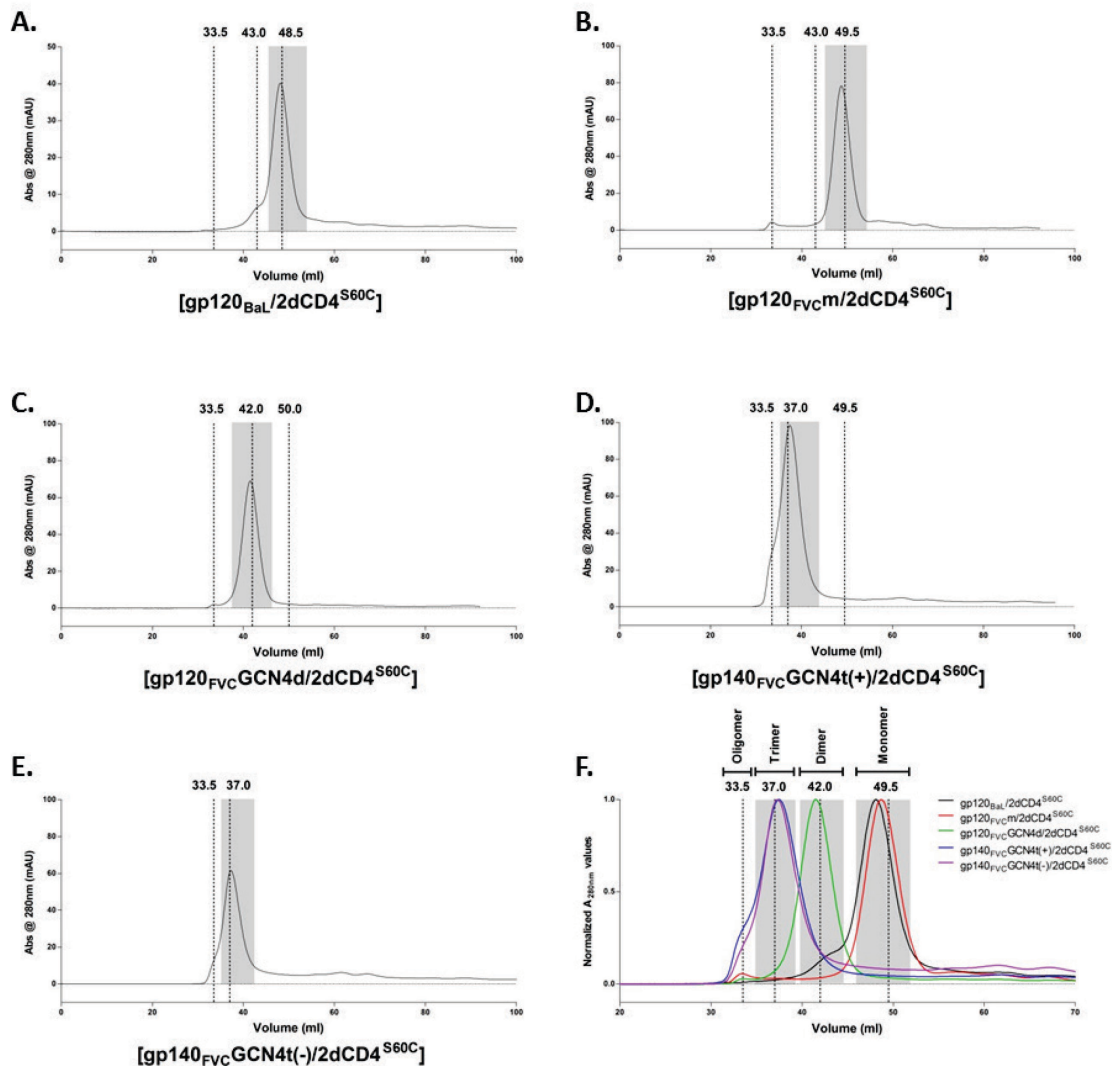 A.
33.5 43.0 48.5
50
40
30
20
10
0
Abs @ 280nm (mAU)
0 20 40 60 80 100
Volume (ml)
[gp120BaL/2dCD4S60C]
B.
33.5 43.0 49.5
100
80
60
40
20
0
Abs @ 280nm (mAU)
0 20 40 60 80 100
Volume (ml)
[gp120FVCm/2dCD4S60C]
C.
33.5 42.0 50.0
100
80
60
40
20
0
Abs @ 280nm (mAU)
0 20 40 60 80 100
Volume (ml)
[gp120FVCGCN4d/2dCD4S60C]
D.
33.5 37.0 49.5
100
80
60
40
20
0
Abs @ 280nm (mAU)
0 20 40 60 80 100
Volume (ml)
[gp140FVCGCN4t(+)/2dCD4S60C]
E.
33.5 37.0
100
80
60
40
20
0
Abs @ 280nm (mAU)
0 20 40 60 80 100
Volume (ml)
[gp140FVCGCN4t(-)/2dCD4S60C]
F.
Oligomer
Trimer
Dimer
Monomer
33.5 37.0 42.0 49.5
1.0
0.5
0.0
Normalized A280nm values
20 30 40 50 60 70
Volume (ml)
gp120BaL/2dCD4S60C
gp120FVCm/2dCD4S60C
gp120FVCGCN4d/2dCD4S60C
gp140FVCGCN4t(+)/2dCD4S60C
gp140FVCGCN4t(-)/2dCD4S60C